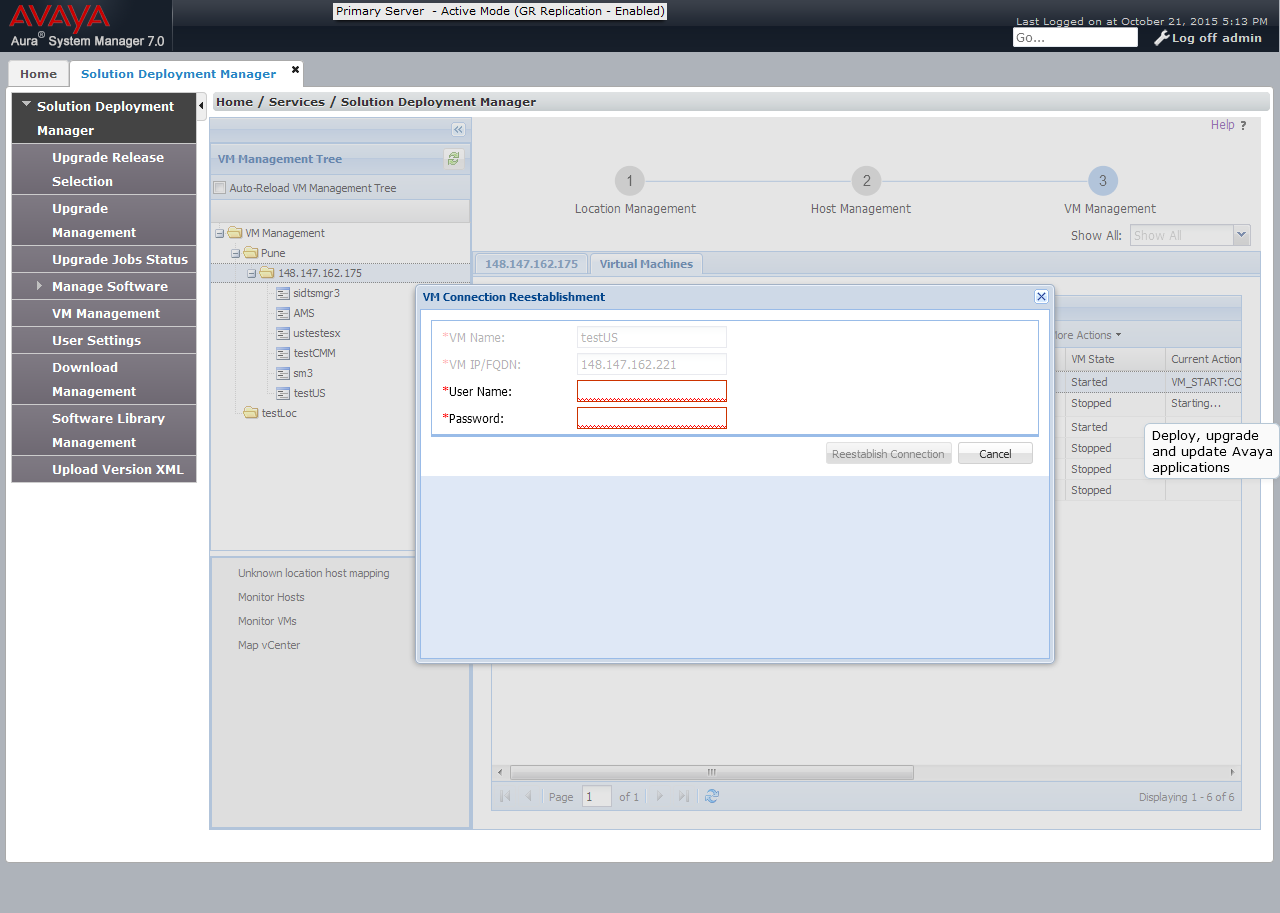 AVAYA
Aura® System Manager 7.0
Primary Server - Active Mode (GR Replication - Enabled)
Last Logged on at October 21, 2015 5:13 PM
Go...
Log off admin
Home
Solution Deployment Manager
Solution Deployment
Manager
Upgrade Release
Selection
Upgrade
Management
Upgrade Jobs Status
Manage Software
VM Management
User Settings
Download
Management
Software Library
Management
Upload Version XML
Home / Services / Solution Deployment Manager
Help ?
VM Management Tree
Auto-Reload VM Management Tree
VM Management
Pune
148.147.162.175
sidtsmgr3
AMS
ustestesx
testCMM
sm3
testUS
testLoc
Unknown location host mapping
Monitor Hosts
Monitor VMs
Map vCenter
1
2
3
Location Management
Host Management
VM Management
Show All:
Show All
148.147.162.175
Virtual Machines
VM Connection Reestablishment
*VM Name:
testUS
*VM IP/FQDN:
148.147.162.221
*User Name:
*Password:
Reestablish Connection
Cancel
Actions
VM State
Current Action
Started
VM_START:CO
Stopped
Starting...
Started
Stopped
Stopped
Stopped
Deploy, upgrade
and update Avaya
applications
Page
1
of 1
Displaying 1 - 6 of 6